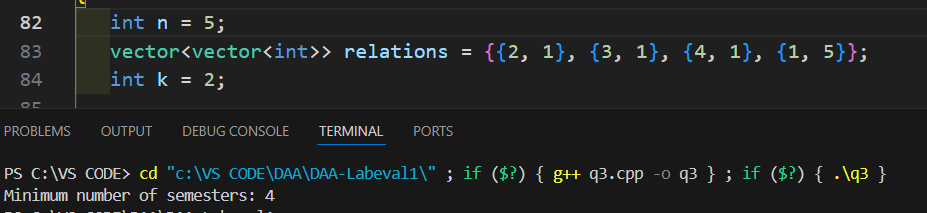 {
82 int n = 5;
83 vector<vector<int>> relations = {{2, 1}, {3, 1}, {4, 1}, {1, 5}};
84 int k = 2;
85
PROBLEMS OUTPUT DEBUG CONSOLE TERMINAL PORTS
PS C:\VS CODE> cd "c:\VS CODE\DAA\DAA-Labeval1\" ; if ($?) { g++ q3.cpp -o q3 } ; if ($?) { .\q3 }
Minimum number of semesters: 4